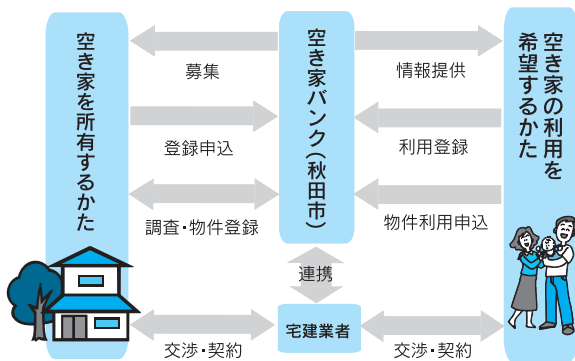 空き家を所有するかた
募集
登録申込
調査・物件登録
空き家バンク(秋田市)
情報提供
利用登録
物件利用申込
空き家の利用を
希望するかた
連携
宅建業者
交渉・契約
交渉・契約